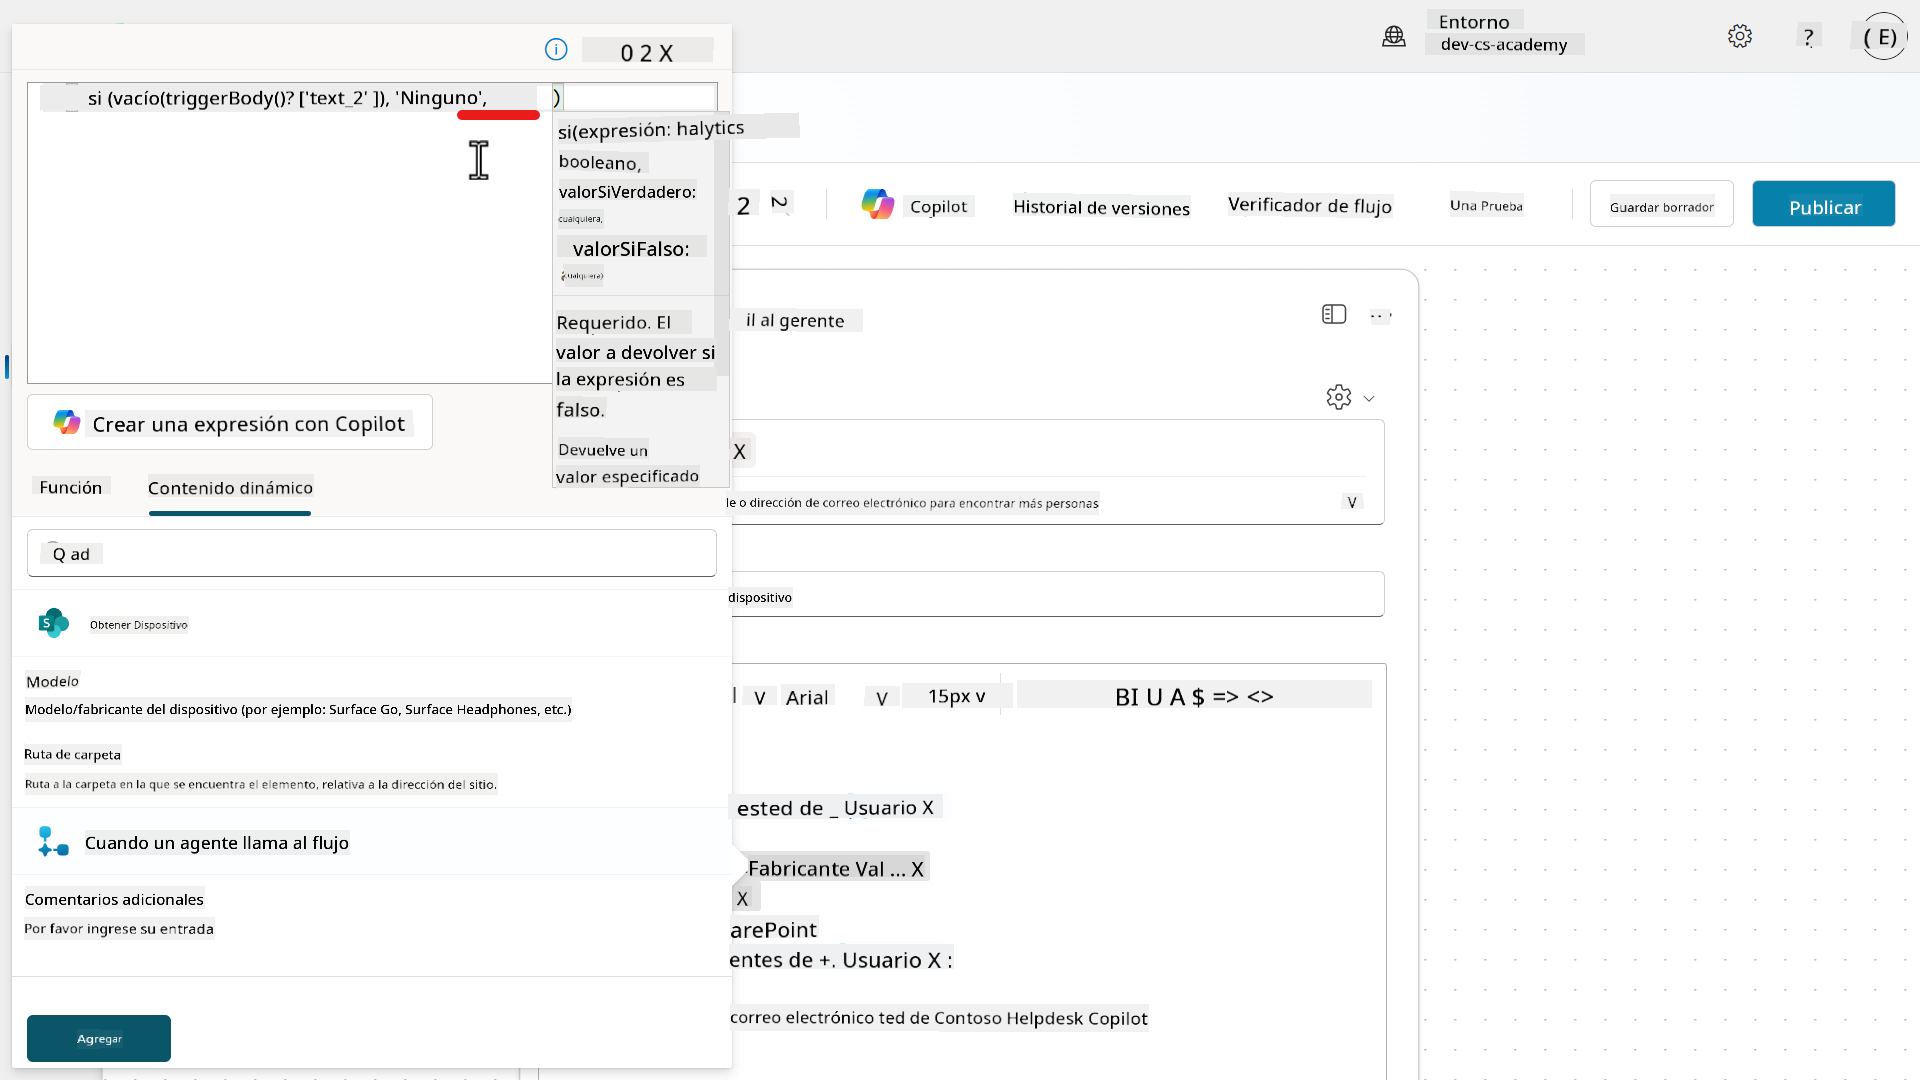 Entorno
dev-cs-academy
?
( E)
0 2 X
si (vacío(triggerBody()? ['text_2' ]), 'Ninguno', )
si(expresión: halytics
booleano,
valorSiVerdadero:
cualquiera,
valorSiFalso:
Requerido. El
valor a devolver si
la expresión es
falso.
Devuelve un
valor especificado
2
Copilot
Historial de versiones
Verificador de flujo
Una Prueba
Guardar borrador
Publicar
il al gerente
Crear una expresión con Copilot
X
Función
Contenido dinámico
le o dirección de correo electrónico para encontrar más personas
V
Q ad
dispositivo
Obtener Dispositivo
Modelo
Modelo/fabricante del dispositivo (por ejemplo: Surface Go, Surface Headphones, etc.)
V Arial V 15px v BI U A $ => <>
Ruta de carpeta
Ruta a la carpeta en la que se encuentra el elemento, relativa a la dirección del sitio.
ested de _ Usuario X
Cuando un agente llama al flujo
Fabricante Val ... X
X
Comentarios adicionales
Por favor ingrese su entrada
arePoint
entes de +. Usuario X :
correo electrónico ted de Contoso Helpdesk Copilot
Agregar